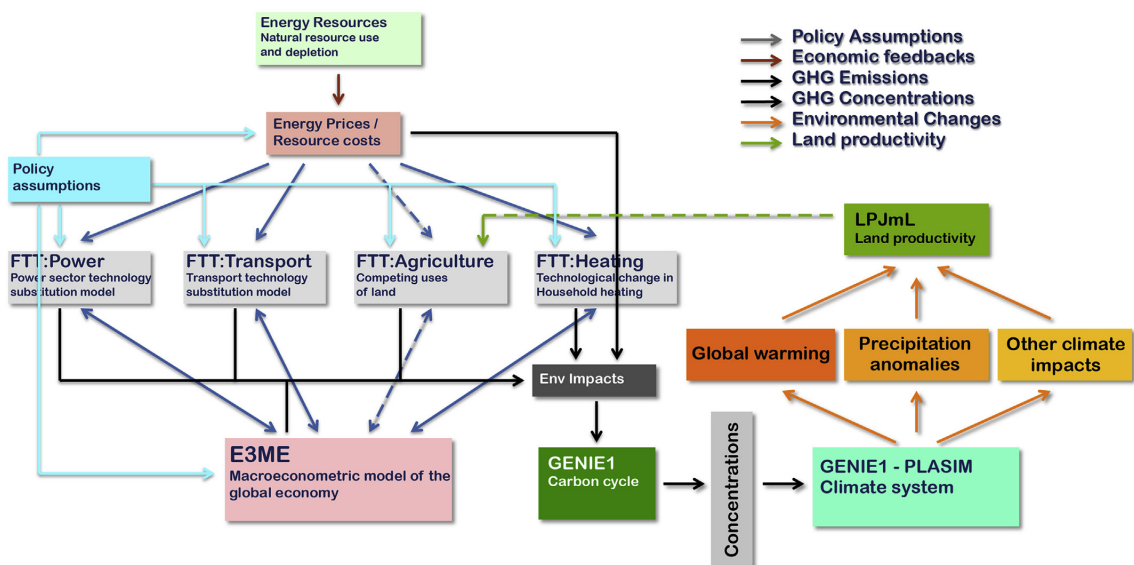 Energy Resources
Natural resource use
and depletion
Policy Assumptions
Economic feedbacks
GHG Emissions
GHG Concentrations
Environmental Changes
Land productivity
Energy Prices /
Resource costs
Policy
assumptions
LPJmL
Land productivity
FTT:Power
Power sector technology
substitution model
FTT:Transport
Transport technology
substitution model
FTT:Agriculture
Competing uses
of land
FTT:Heating
Technological change in
Household heating
Global warming
Precipitation
anomalies
Other climate
impacts
Env Impacts
E3ME
Macroeconometric model of the
global economy
GENIE1
Carbon cycle
Concentrations
GENIE1 - PLASIM
Climate system